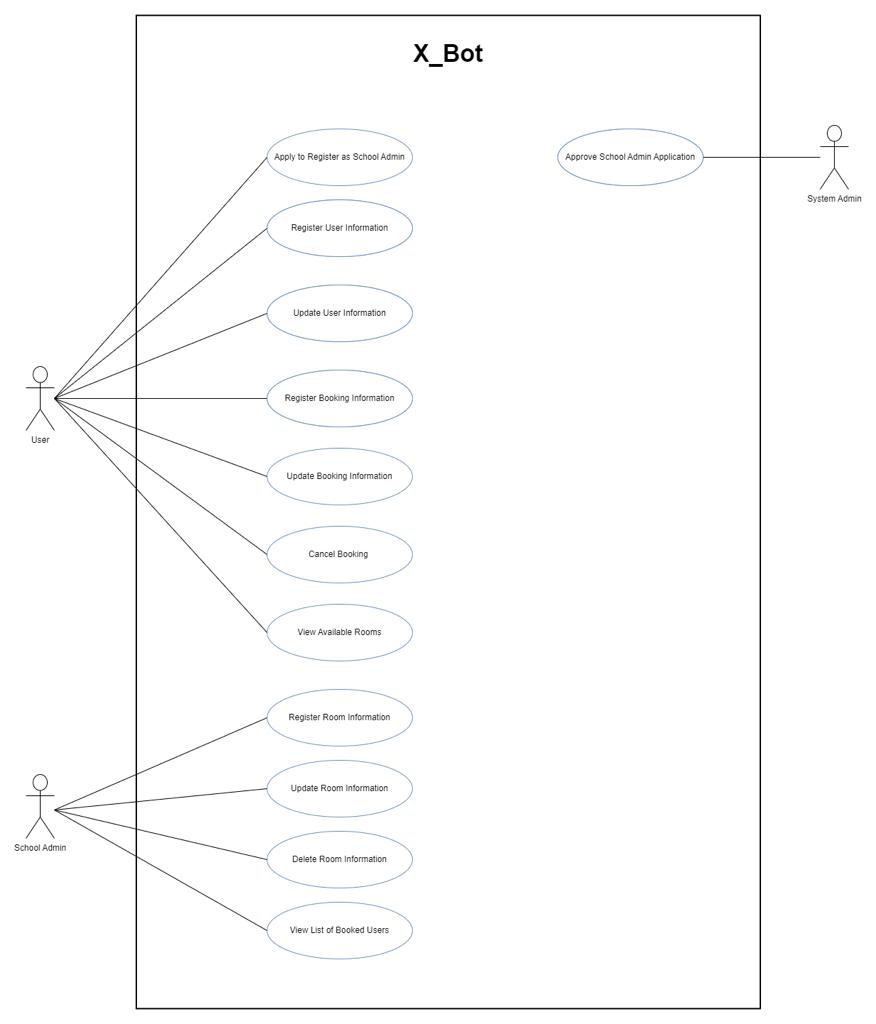 X_Bot
Apply to Register as School Admin
Approve School Admin Application
System Admin
Register User Information
Update User Information
User
Register Booking Information
Update Booking Information
Cancel Booking
View Available Rooms
Register Room Information
School Admin
Update Room Information
Delete Room Information
View List of Booked Users